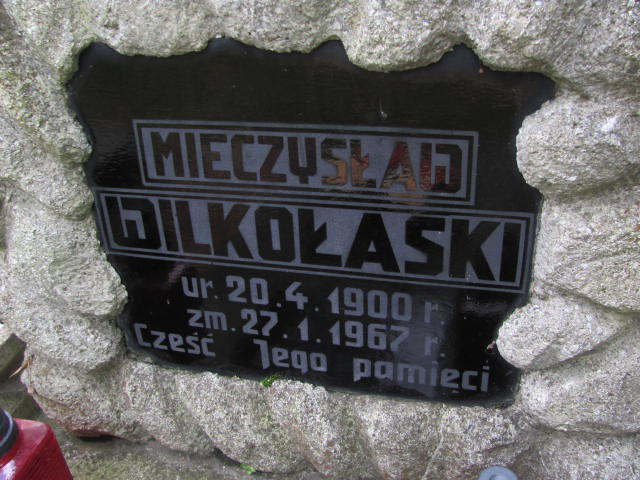 MIECZYSŁAW
WILKOŁASKI
ur. 20.4.1900 r.
zm. 27.1.1967 r.
Cześć Jego pamięci